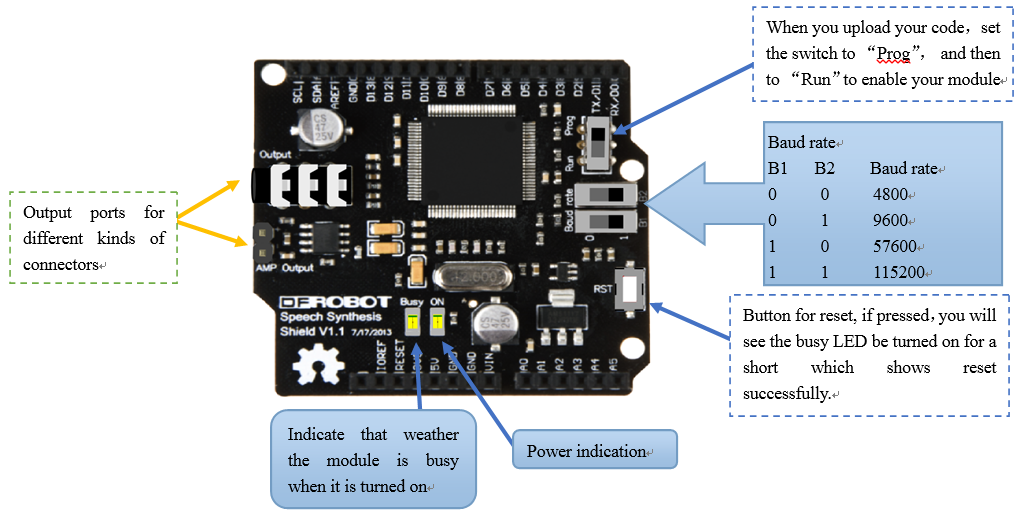 When you upload your code, set
the switch to “Prog”, and then
to “Run” to enable your module
SCL
SDA
AREF
GND
D13
D12
D11
D10
D9
D8
D7
D6
D5
D4
D3
D2
TX/D1
RX/D0
CS
47
25V
Prog
Run
Output
Baud rate
B2
B1
0 1
Baud rate
B1 B2 Baud rate
0 0 4800
0 1 9600
1 0 57600
1 1 115200
Output ports for
different kinds of
connectors
AMP Output
RST
DFROBOT
Speech Synthesis
Shield V1.1 7/17/2013
Busy ON
CS
47
25V
IOREF
RESET
5V
GND
GND
VIN
A0
A1
A2
A3
A4
A5
Button for reset, if pressed, you will
see the busy LED be turned on for a
short which shows reset
successfully.
Indicate that weather
the module is busy
when it is turned on
Power indication